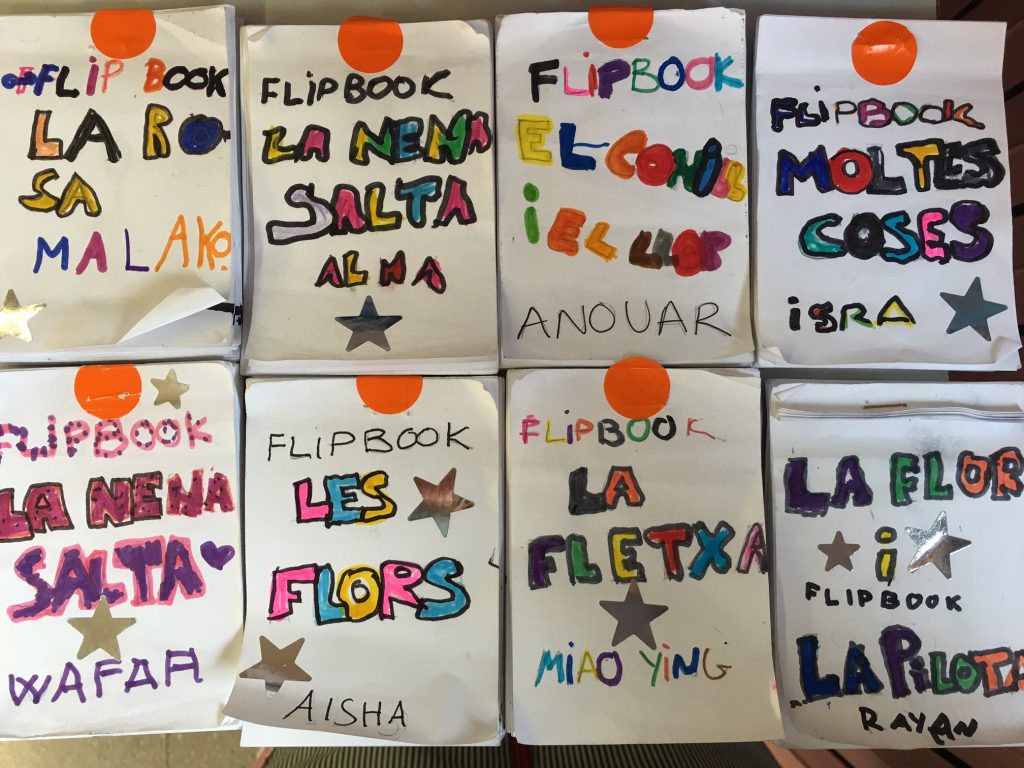 FLIP BOOK
LA RO-
SA
MALAK.
FLIPBOOK
LA NENA
SALTA
ALMA
FLIPBOOK
EL CONILL
i EL LLOP
ANOUAR
FLIPBOOK
MOLTES
COSES
iSRA
FLIPBOOK
LA NENA
SALTA
WAFAA
FLIPBOOK
LES
FLORS
AISHA
FLIPBOOK
LA
FLETXA
MIAO YiNG
LA FLOR
i
FLIPBOOK
LA PILOTA
RAYAN